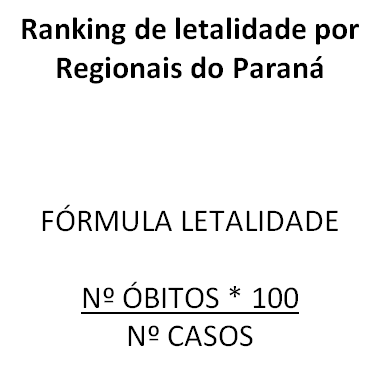 Ranking de letalidade por
Regionais do Paraná
FÓRMULA LETALIDADE
Nº ÓBITOS * 100
Nº CASOS